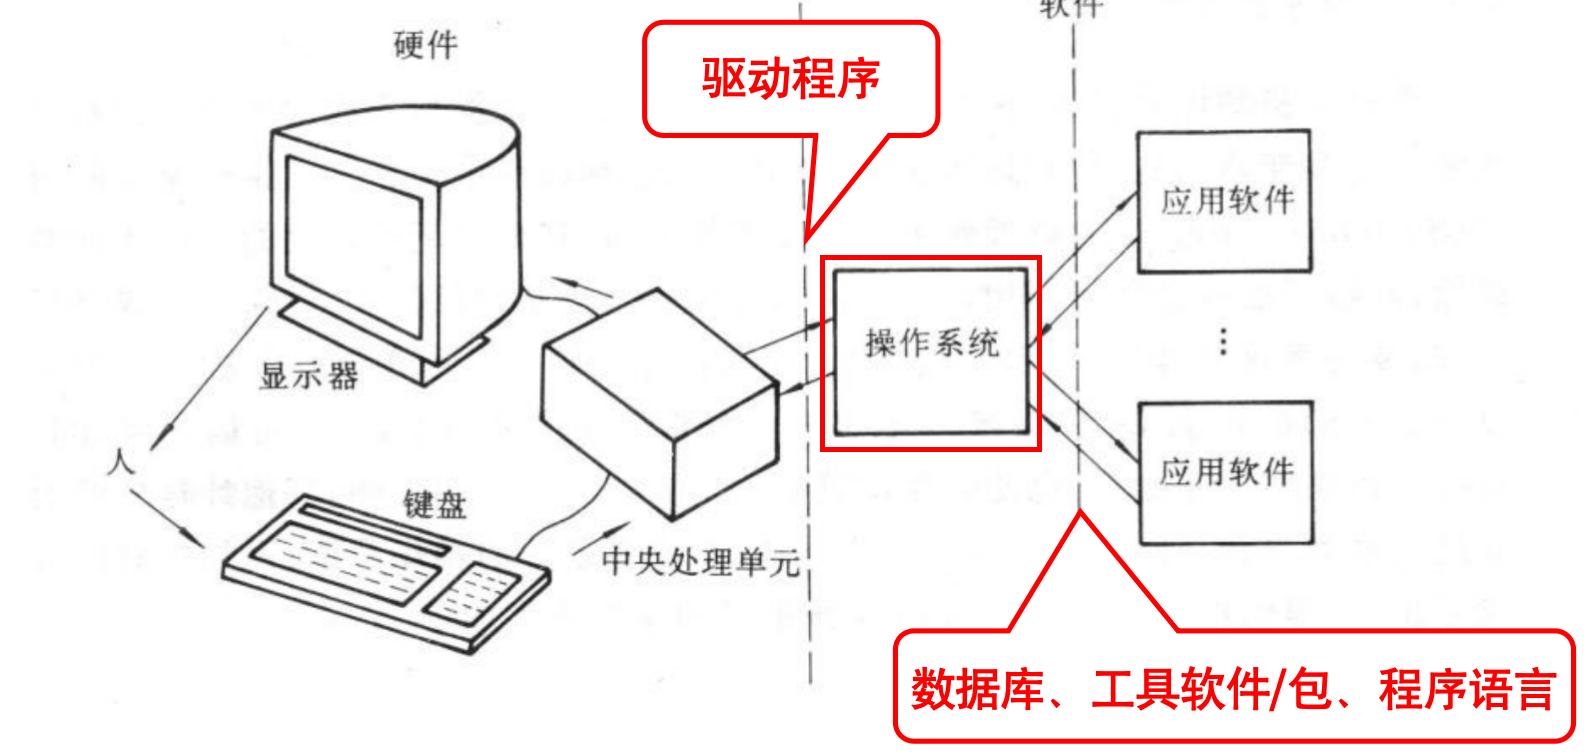 软件
硬件
驱动程序
应用软件
操作系统
⋮
显示器
人
键盘
应用软件
中央处理单元
数据库、工具软件/包、程序语言